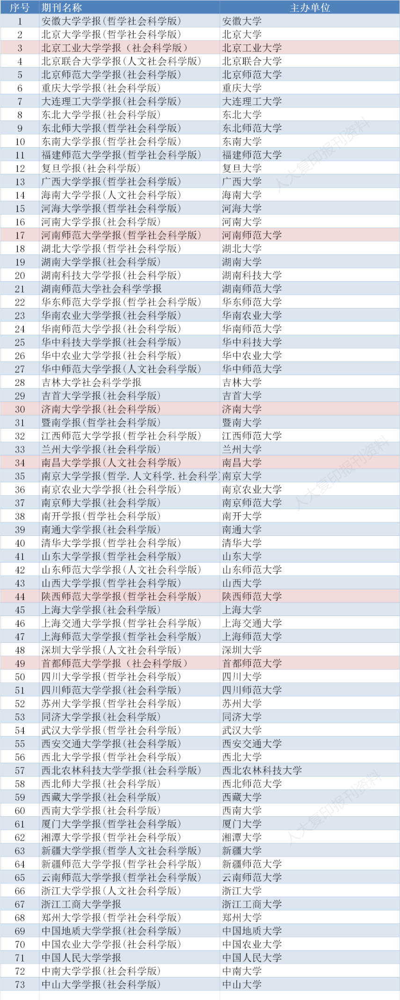 序号 期刊名称 主办单位
1 安徽大学学报(哲学社会科学版) 安徽大学
2 北京大学学报(哲学社会科学版) 北京大学
3 北京工业大学学报（社会科学版） 北京工业大学
4 北京联合大学学报(人文社会科学版) 北京联合大学
5 北京师范大学学报(社会科学版) 北京师范大学
6 重庆大学学报(社会科学版) 重庆大学
7 大连理工大学学报(社会科学版) 大连理工大学
8 东北大学学报(社会科学版) 东北大学
9 东北师大学报(哲学社会科学版) 东北师范大学
10 东南大学学报(哲学社会科学版) 东南大学
11 福建师范大学学报(哲学社会科学版) 福建师范大学
12 复旦学报(社会科学版) 复旦大学
13 广西大学学报(哲学社会科学版) 广西大学
14 海南大学学报(人文社会科学版) 海南大学
15 河海大学学报(哲学社会科学版) 河海大学
16 河南大学学报(社会科学版) 河南大学
17 河南师范大学学报(哲学社会科学版) 河南师范大学
18 湖北大学学报(哲学社会科学版) 湖北大学
19 湖南大学学报(社会科学版) 湖南大学
20 湖南科技大学学报(社会科学版) 湖南科技大学
21 湖南师范大学社会科学学报 湖南师范大学
22 华东师范大学学报(哲学社会科学版) 华东师范大学
23 华南农业大学学报(社会科学版) 华南农业大学
24 华南师范大学学报(社会科学版) 华南师范大学
25 华中科技大学学报(社会科学版) 华中科技大学
26 华中农业大学学报(社会科学版) 华中农业大学
27 华中师范大学学报(人文社会科学版) 华中师范大学
28 吉林大学社会科学学报 吉林大学
29 吉首大学学报(社会科学版) 吉首大学
30 济南大学学报(社会科学版) 济南大学
31 暨南学报(哲学社会科学版) 暨南大学
32 江西师范大学学报(哲学社会科学版) 江西师范大学
33 兰州大学学报(社会科学版) 兰州大学
34 南昌大学学报(人文社会科学版) 南昌大学
35 南京大学学报(哲学.人文科学.社会科学) 南京大学
36 南京农业大学学报(社会科学版) 南京农业大学
37 南京师大学报(社会科学版) 南京师范大学
38 南开学报(哲学社会科学版) 南开大学
39 南通大学学报(社会科学版) 南通大学
40 清华大学学报(哲学社会科学版) 清华大学
41 山东大学学报(哲学社会科学版) 山东大学
42 山东师范大学学报(人文社会科学版) 山东师范大学
43 山西大学学报(哲学社会科学版) 山西大学
44 陕西师范大学学报(哲学社会科学版) 陕西师范大学
45 上海大学学报(社会科学版) 上海大学
46 上海交通大学学报(哲学社会科学版) 上海交通大学
47 上海师范大学学报(哲学社会科学版) 上海师范大学
48 深圳大学学报(人文社会科学版) 深圳大学
49 首都师范大学学报（社会科学版） 首都师范大学
50 四川大学学报(哲学社会科学版) 四川大学
51 四川师范大学学报(社会科学版) 四川师范大学
52 苏州大学学报(哲学社会科学版) 苏州大学
53 同济大学学报(社会科学版) 同济大学
54 武汉大学学报(哲学社会科学版) 武汉大学
55 西安交通大学学报(社会科学版) 西安交通大学
56 西北大学学报(哲学社会科学版) 西北大学
57 西北农林科技大学学报(社会科学版) 西北农林科技大学
58 西北师大学报(社会科学版) 西北师范大学
59 西藏大学学报(社会科学版) 西藏大学
60 西南大学学报(社会科学版) 西南大学
61 厦门大学学报(哲学社会科学版) 厦门大学
62 湘潭大学学报(哲学社会科学版) 湘潭大学
63 新疆大学学报(哲学人文社会科学版) 新疆大学
64 新疆师范大学学报(哲学社会科学版) 新疆师范大学
65 云南师范大学学报(哲学社会科学版) 云南师范大学
66 浙江大学学报(人文社会科学版) 浙江大学
67 浙江工商大学学报 浙江工商大学
68 郑州大学学报(哲学社会科学版) 郑州大学
69 中国地质大学学报(社会科学版) 中国地质大学
70 中国农业大学学报(社会科学版) 中国农业大学
71 中国人民大学学报 中国人民大学
72 中南大学学报(社会科学版) 中南大学
73 中山大学学报(社会科学版) 中山大学
人大复印报刊资料
人大复印报刊资料
人大复印报刊资料